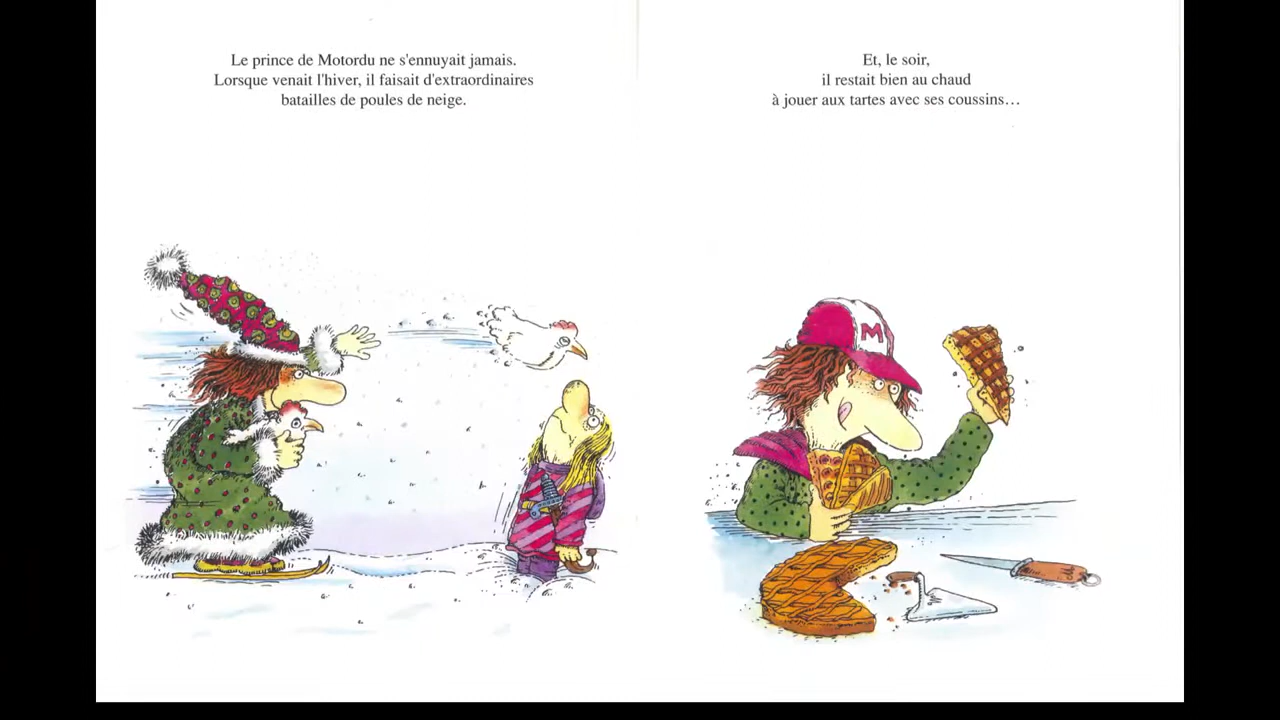 Le prince de Motordu ne s'ennuyait jamais.
Lorsque venait l'hiver, il faisait d'extraordinaires
batailles de poules de neige.
Et, le soir,
il restait bien au chaud
à jouer aux tartes avec ses coussins…
M